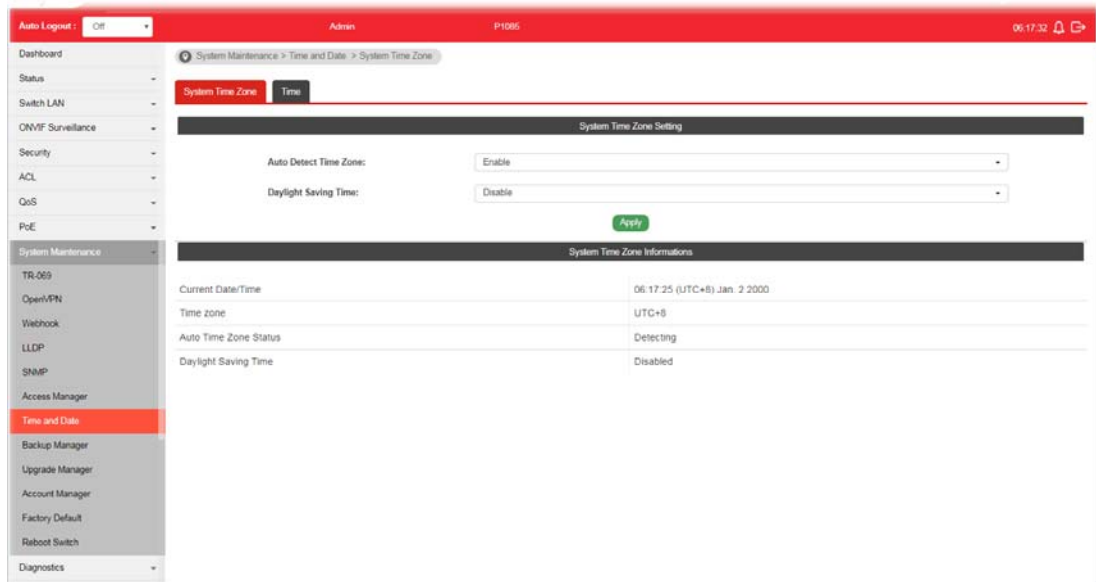 Auto Logout : Off Admin P1085 06:17:32
Dashboard
Status
Switch LAN
ONVIF Surveillance
Security
ACL
QoS
PoE
System Maintenance
TR-069
OpenVPN
Webhook
LLDP
SNMP
Access Manager
Time and Date
Backup Manager
Upgrade Manager
Account Manager
Factory Default
Reboot Switch
Diagnostics
System Maintenance > Time and Date > System Time Zone
System Time Zone Time
System Time Zone Setting
Auto Detect Time Zone: Enable
Daylight Saving Time: Disable
Apply
System Time Zone Informations
Current Date/Time 06:17:25 (UTC+8) Jan. 2 2000
Time zone UTC+8
Auto Time Zone Status Detecting
Daylight Saving Time Disabled